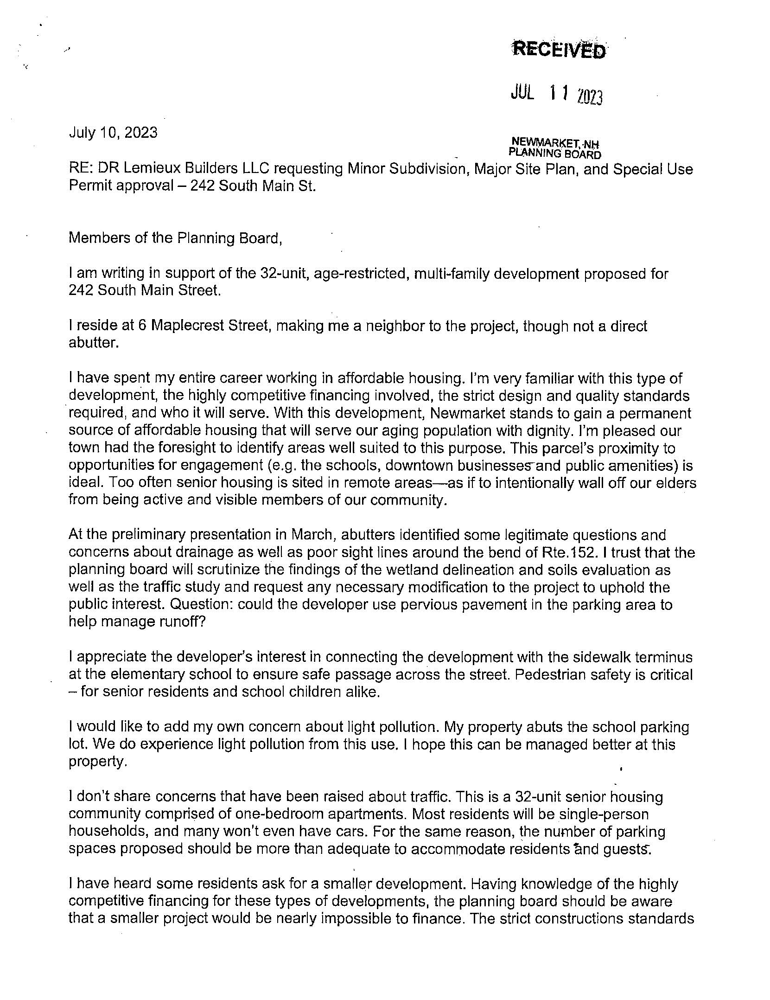 RECEIVED
JUL 11 2023
July 10, 2023
NEWMARKET, NH
PLANNING BOARD
RE: DR Lemieux Builders LLC requesting Minor Subdivision, Major Site Plan, and Special Use
Permit approval – 242 South Main St.
Members of the Planning Board,
I am writing in support of the 32-unit, age-restricted, multi-family development proposed for
242 South Main Street.
I reside at 6 Maplecrest Street, making me a neighbor to the project, though not a direct
abutter.
I have spent my entire career working in affordable housing. I'm very familiar with this type of
development, the highly competitive financing involved, the strict design and quality standards
required, and who it will serve. With this development, Newmarket stands to gain a permanent
source of affordable housing that will serve our aging population with dignity. I'm pleased our
town had the foresight to identify areas well suited to this purpose. This parcel's proximity to
opportunities for engagement (e.g. the schools, downtown businesses and public amenities) is
ideal. Too often senior housing is sited in remote areas—as if to intentionally wall off our elders
from being active and visible members of our community.
At the preliminary presentation in March, abutters identified some legitimate questions and
concerns about drainage as well as poor sight lines around the bend of Rte.152. I trust that the
planning board will scrutinize the findings of the wetland delineation and soils evaluation as
well as the traffic study and request any necessary modification to the project to uphold the
public interest. Question: could the developer use pervious pavement in the parking area to
help manage runoff?
I appreciate the developer's interest in connecting the development with the sidewalk terminus
at the elementary school to ensure safe passage across the street. Pedestrian safety is critical
– for senior residents and school children alike.
I would like to add my own concern about light pollution. My property abuts the school parking
lot. We do experience light pollution from this use. I hope this can be managed better at this
property.
I don't share concerns that have been raised about traffic. This is a 32-unit senior housing
community comprised of one-bedroom apartments. Most residents will be single-person
households, and many won't even have cars. For the same reason, the number of parking
spaces proposed should be more than adequate to accommodate residents and guests.
I have heard some residents ask for a smaller development. Having knowledge of the highly
competitive financing for these types of developments, the planning board should be aware
that a smaller project would be nearly impossible to finance. The strict constructions standards